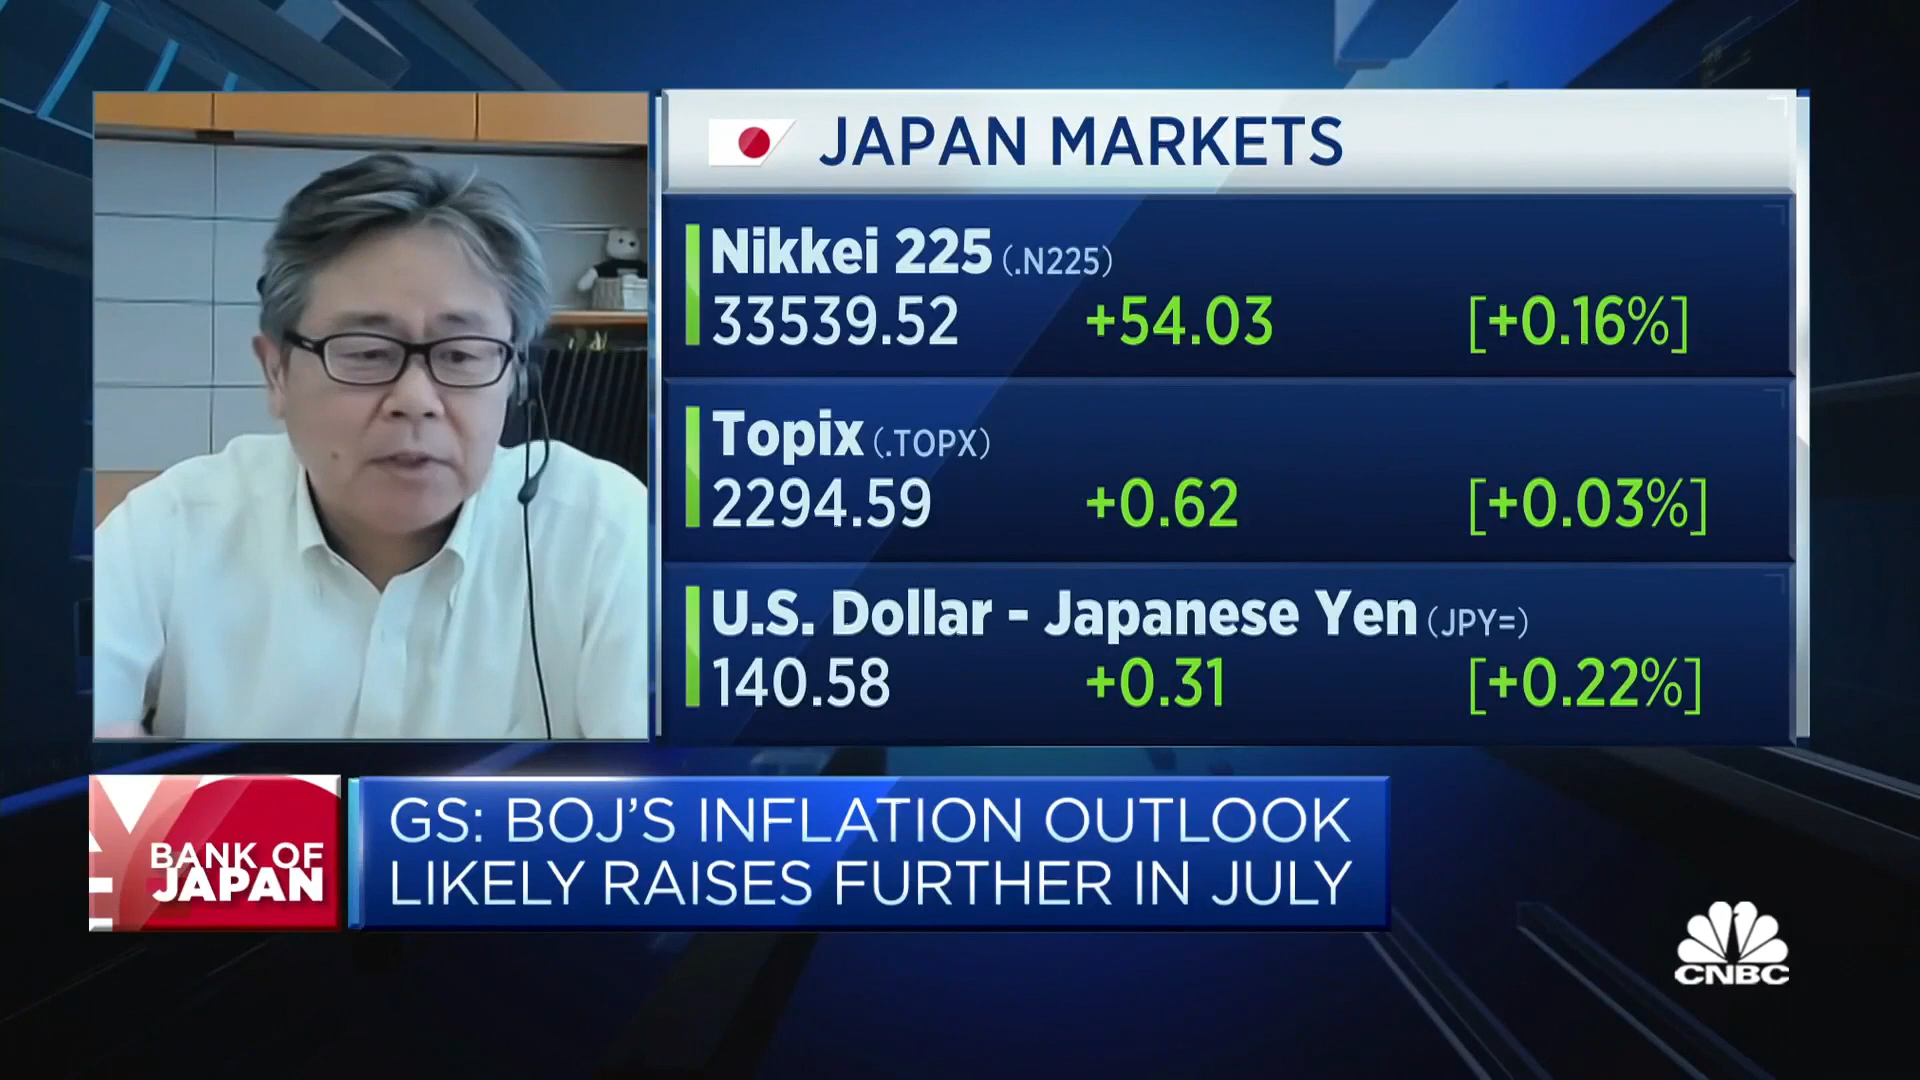 JAPAN MARKETS
Nikkei 225 (.N225)
33539.52 +54.03 [+0.16%]
Topix (.TOPX)
2294.59 +0.62 [+0.03%]
U.S. Dollar - Japanese Yen (JPY=)
140.58 +0.31 [+0.22%]
BANK OF
JAPAN
GS: BOJ'S INFLATION OUTLOOK
LIKELY RAISES FURTHER IN JULY
CNBC